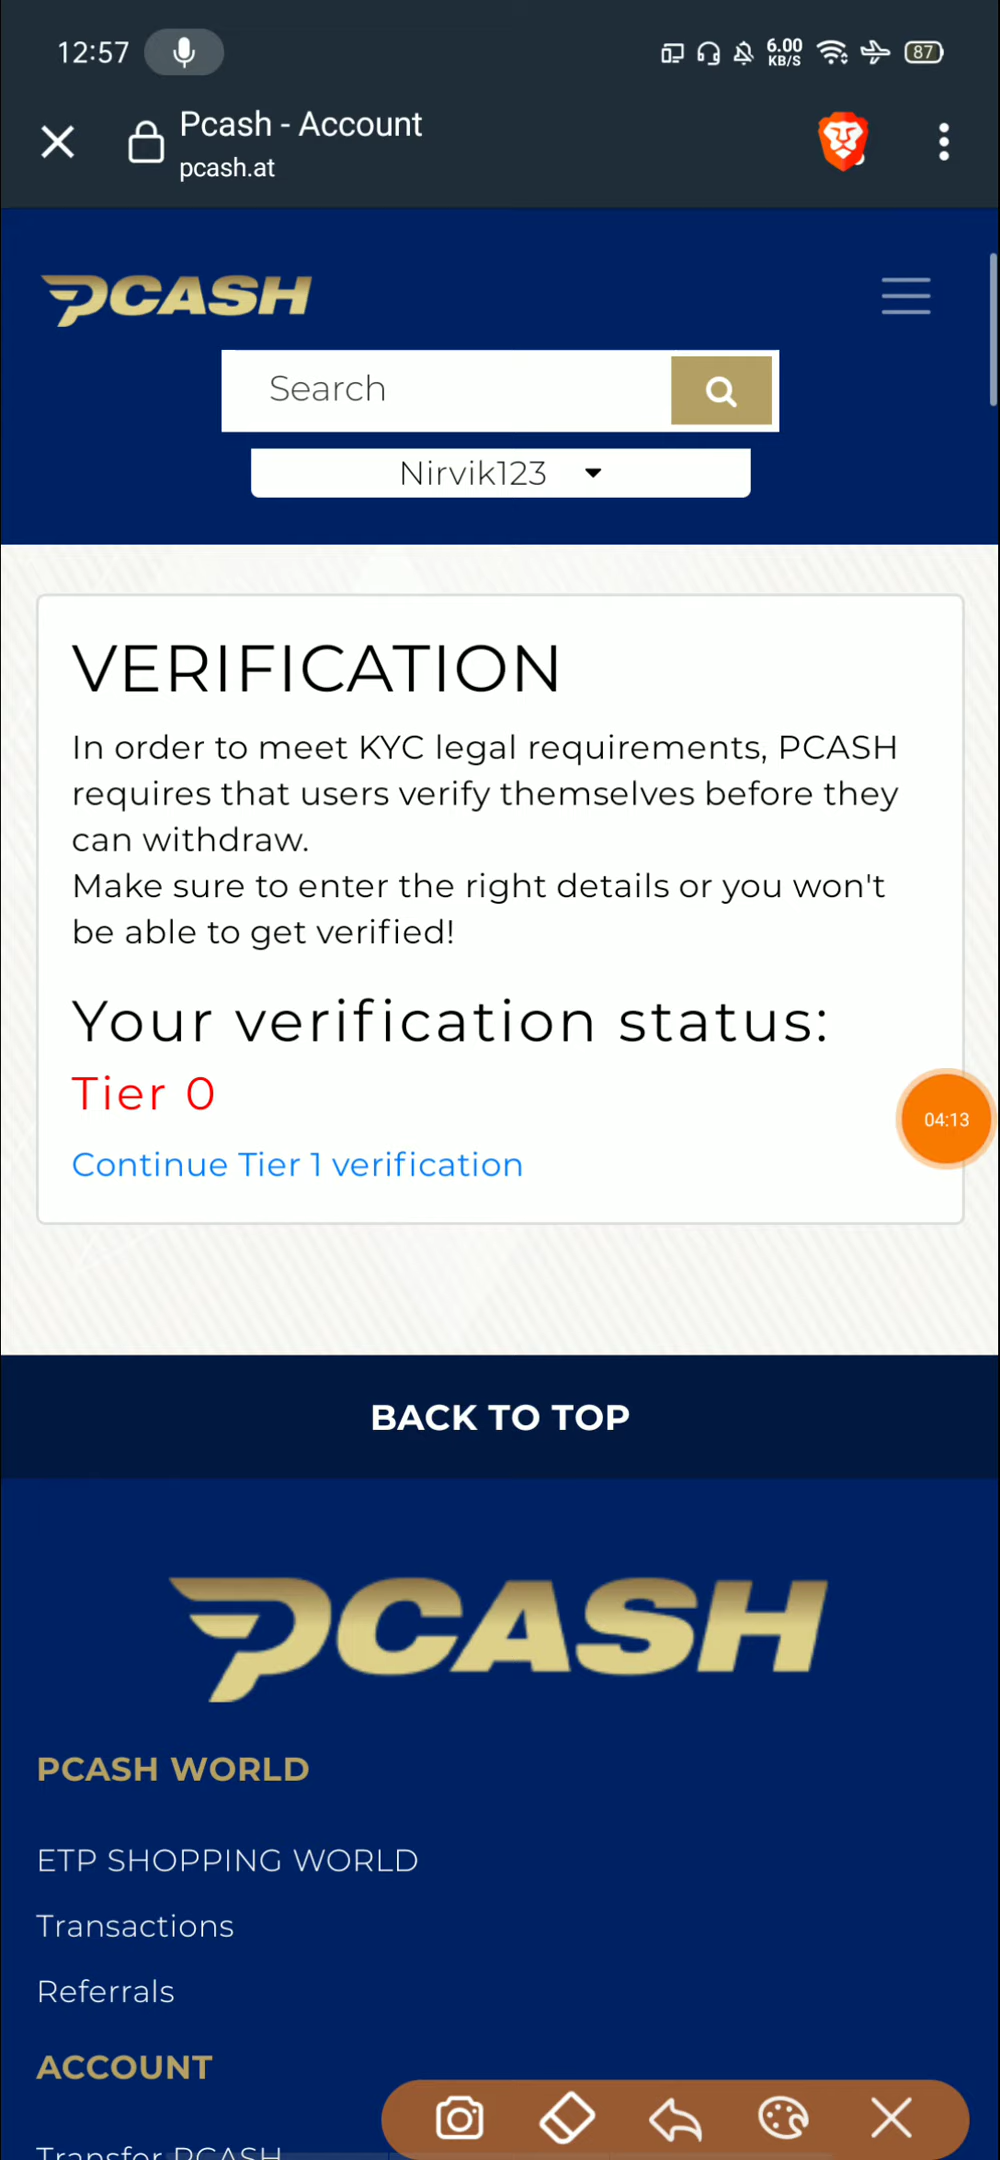 12:57
6.00
KB/S
87
Pcash - Account
pcash.at
PCASH
Search
Nirvik123
VERIFICATION
In order to meet KYC legal requirements, PCASH
requires that users verify themselves before they
can withdraw.
Make sure to enter the right details or you won't
be able to get verified!
Your verification status:
Tier 0
04:13
Continue Tier 1 verification
BACK TO TOP
PCASH
PCASH WORLD
ETP SHOPPING WORLD
Transactions
Referrals
ACCOUNT
Transfer PCASH